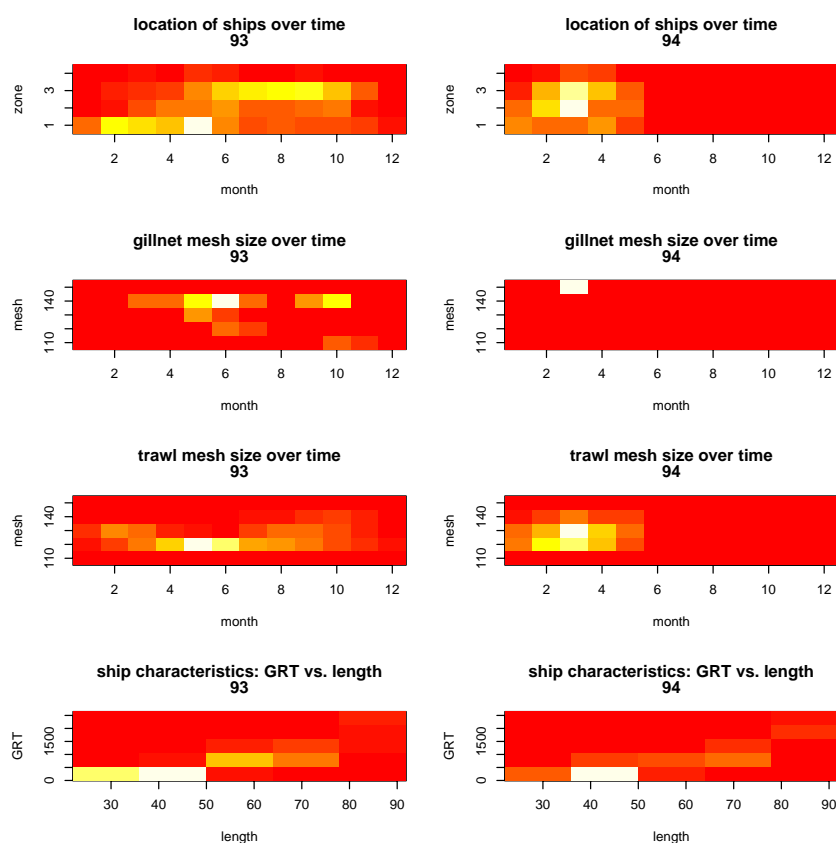 location of ships over time
93
zone
1 3
2 4 6 8 10 12
month
location of ships over time
94
zone
1 3
2 4 6 8 10 12
month
gillnet mesh size over time
93
mesh
110 140
2 4 6 8 10 12
month
gillnet mesh size over time
94
mesh
110 140
2 4 6 8 10 12
month
trawl mesh size over time
93
mesh
110 140
2 4 6 8 10 12
month
trawl mesh size over time
94
mesh
110 140
2 4 6 8 10 12
month
ship characteristics: GRT vs. length
93
GRT
0 1500
30 40 50 60 70 80 90
length
ship characteristics: GRT vs. length
94
GRT
0 1500
30 40 50 60 70 80 90
length